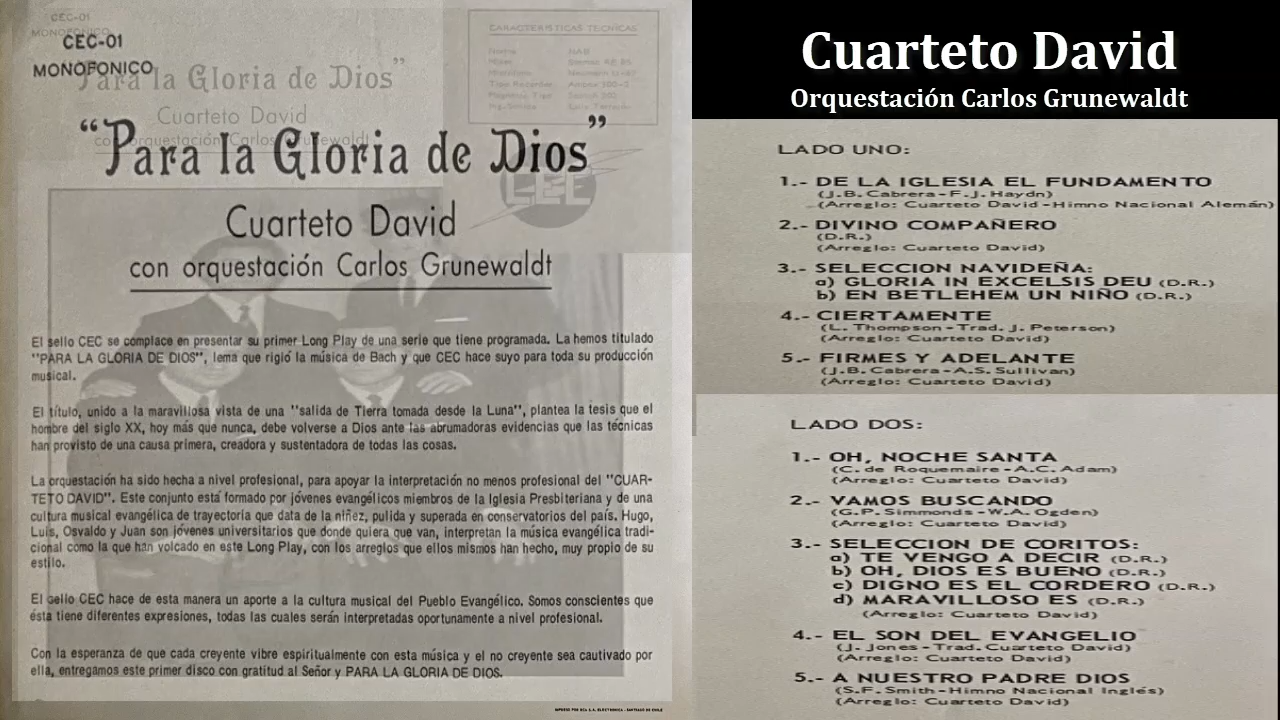 CEC-01
MONOFONICO
CEC-01
MONOFONICO
CARACTERISTICAS TECNICAS
Para la Gloria de Dios”
Cuarteto David
“Para la Gloria de Dios”
CEC
Cuarteto David
con orquestación Carlos Grunewaldt
El sello CEC se complace en presentar su primer Long Play de una serie que tiene programada. La hemos titulado
"PARA LA GLORIA DE DIOS", lema que rigió la música de Bach y que CEC hace suyo para toda su producción
musical.
El título, unido a la maravillosa vista de una "salida de Tierra tomada desde la Luna", plantea la tesis que el
hombre del siglo XX, hoy más que nunca, debe volverse a Dios ante las abrumadoras evidencias que las técnicas
han provisto de una causa primera, creadora y sustentadora de todas las cosas.
La orquestación ha sido hecha a nivel profesional, para apoyar la interpretación no menos profesional del "CUAR-
TETO DAVID". Este conjunto está formado por jóvenes evangélicos miembros de la Iglesia Presbiteriana y de una
cultura musical evangélica de trayectoria que data de la niñez, pulida y superada en conservatorios del país. Hugo,
Luis, Osvaldo y Juan son jóvenes universitarios que donde quiera que van, interpretan la música evangélica tradi-
cional como la que han volcado en este Long Play, con los arreglos que ellos mismos han hecho, muy propio de su
estilo.
El sello CEC hace de esta manera un aporte a la cultura musical del Pueblo Evangélico. Somos conscientes que
ésta tiene diferentes expresiones, todas las cuales serán interpretadas oportunamente a nivel profesional.
Con la esperanza de que cada creyente vibre espiritualmente con esta música y el no creyente sea cautivado por
ella, entregamos este primer disco con gratitud al Señor y PARA LA GLORIA DE DIOS.
IMPRESO POR RCA S.A. ELECTRONICA - SANTIAGO DE CHILE
Cuarteto David
Orquestación Carlos Grunewaldt
LADO UNO:
1.- DE LA IGLESIA EL FUNDAMENTO
(J.B. Cabrera-F.J. Haydn)
(Arreglo: Cuarteto David-Himno Nacional Alemán)
2.- DIVINO COMPAÑERO
(D.R.)
(Arreglo: Cuarteto David)
3.- SELECCION NAVIDEÑA:
a) GLORIA IN EXCELSIS DEU (D.R.)
b) EN BETLEHEM UN NIÑO (D.R.)
4.- CIERTAMENTE
(L. Thompson-Trad. J. Peterson)
(Arreglo: Cuarteto David)
5.- FIRMES Y ADELANTE
(J.B. Cabrera-A.S. Sullivan)
(Arreglo: Cuarteto David)
LADO DOS:
1.- OH, NOCHE SANTA
(C. de Roquemaire-A.C. Adam)
(Arreglo: Cuarteto David)
2.- VAMOS BUSCANDO
(G.P. Simmonds-W.A. Ogden)
(Arreglo: Cuarteto David)
3.- SELECCION DE CORITOS:
a) TE VENGO A DECIR (D.R.)
b) OH, DIOS ES BUENO (D.R.)
c) DIGNO ES EL CORDERO (D.R.)
d) MARAVILLOSO ES (D.R.)
(Arreglo: Cuarteto David)
4.- EL SON DEL EVANGELIO
(J. Jones-Trad. Cuarteto David)
(Arreglo: Cuarteto David)
5.- A NUESTRO PADRE DIOS
(S.F. Smith-Himno Nacional Inglés)
(Arreglo: Cuarteto David)